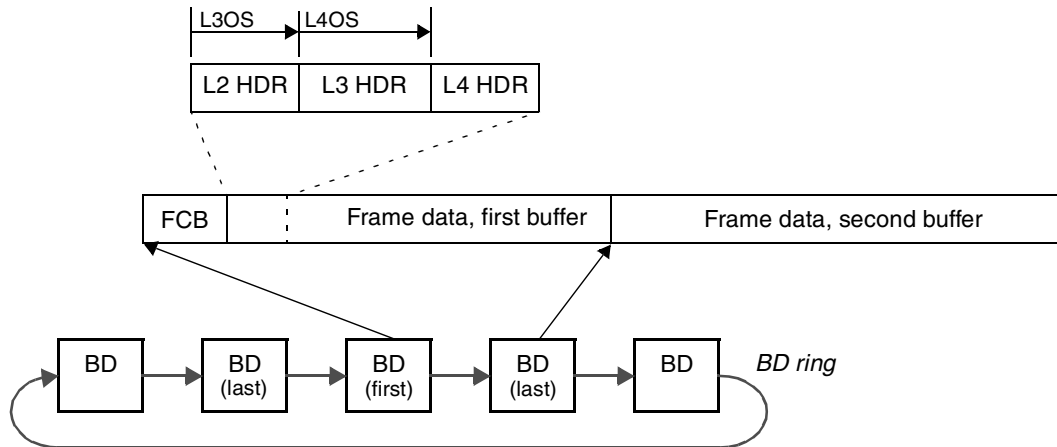 L3OS L4OS
L2 HDR L3 HDR L4 HDR
FCB Frame data, first buffer Frame data, second buffer
BD BD BD BD BD BD ring
(last) (first) (last)